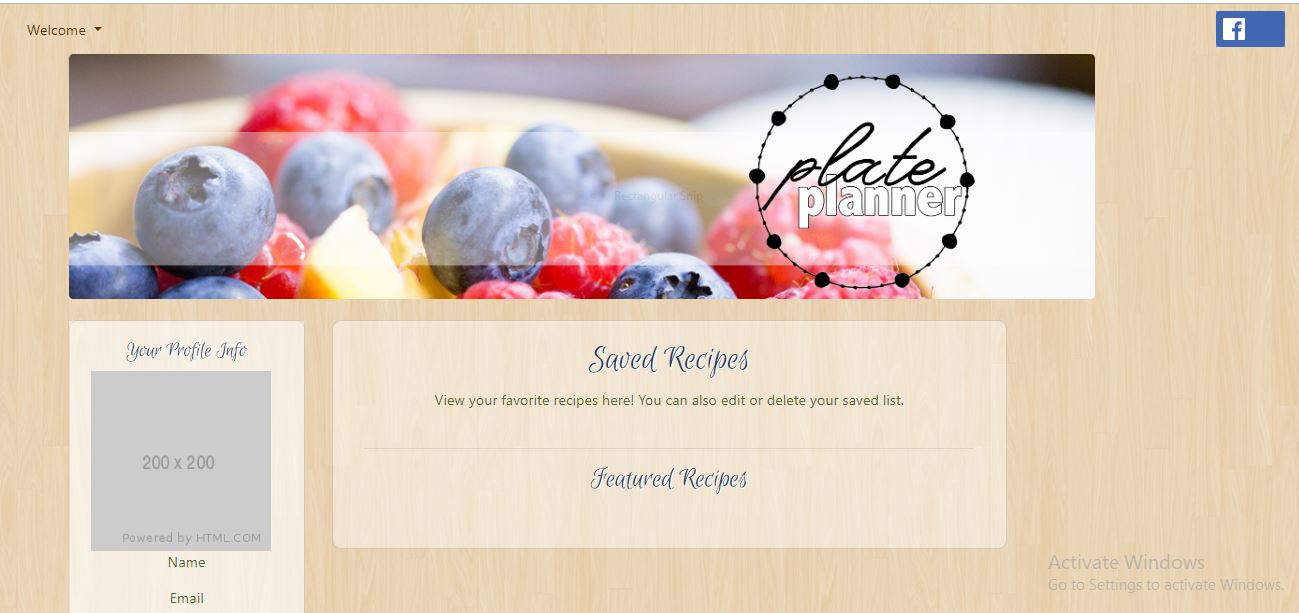 Welcome
plate
planner
Rectangular Snip
Your Profile Info
200 x 200
Powered by HTML.COM
Name
Email
Saved Recipes
View your favorite recipes here! You can also edit or delete your saved list.
Featured Recipes
Activate Windows
Go to Settings to activate Windows.